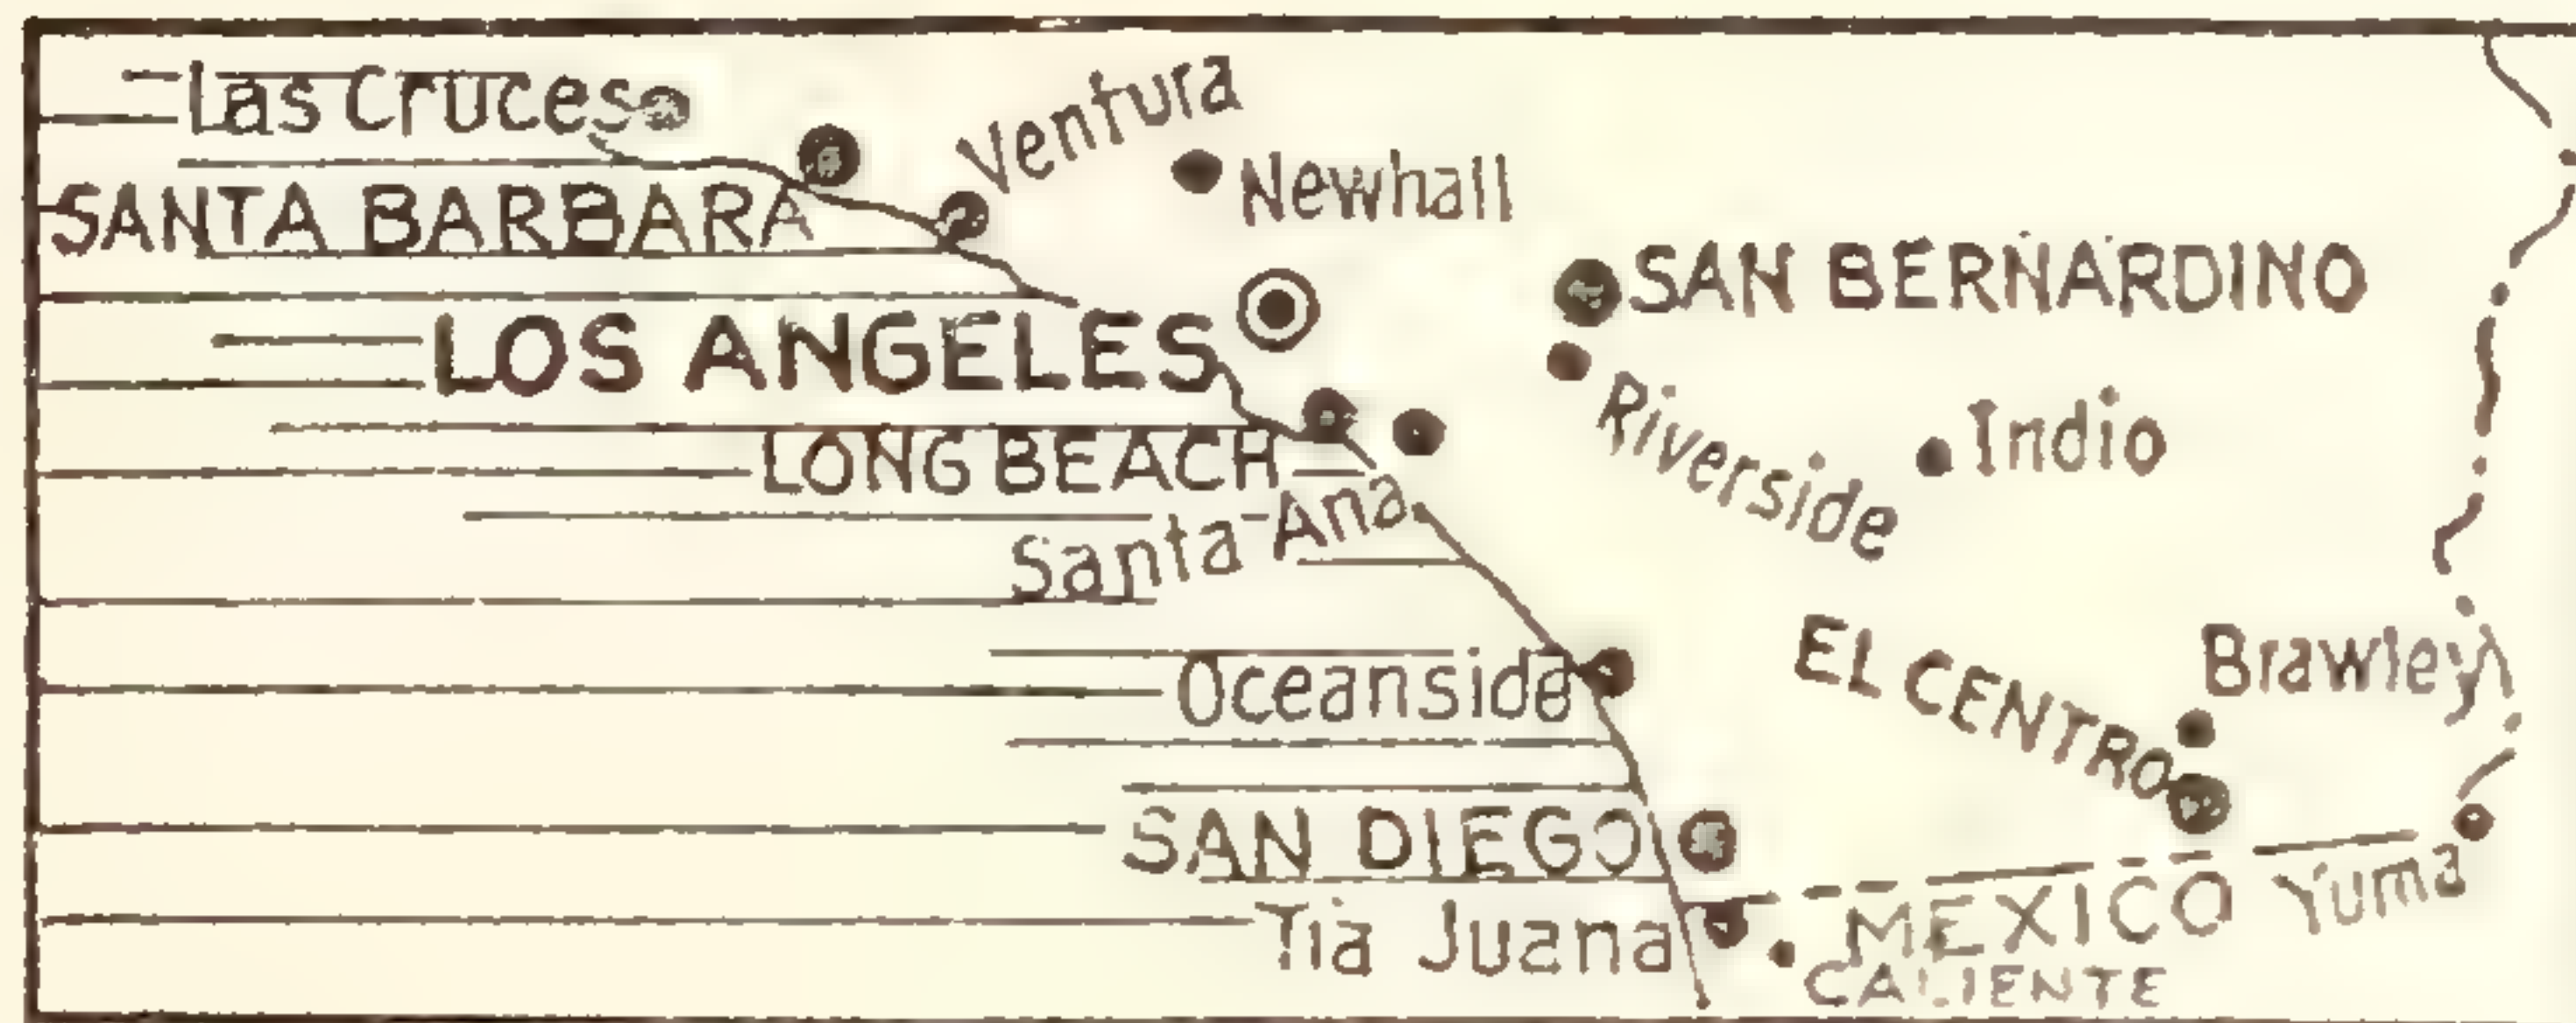 Las Cruces
Ventura
Newhall
SANTA BARBARA
SAN BERNARDINO
LOS ANGELES
Riverside
Indio
LONG BEACH
Santa Ana
Oceanside
EL CENTRO
Brawley
SAN DIEGO
MEXICO
Yuma
Tia Juana
CALIENTE